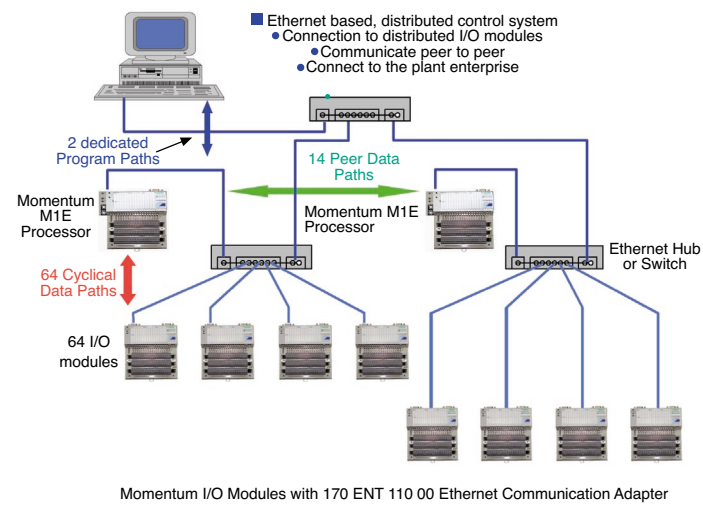 Ethernet based, distributed control system
Connection to distributed I/O modules
Communicate peer to peer
Connect to the plant enterprise
2 dedicated
Program Paths
14 Peer Data
Paths
Momentum
M1E
Processor
Momentum M1E
Processor
Ethernet Hub
or Switch
64 Cyclical
Data Paths
64 I/O
modules
Momentum I/O Modules with 170 ENT 110 00 Ethernet Communication Adapter